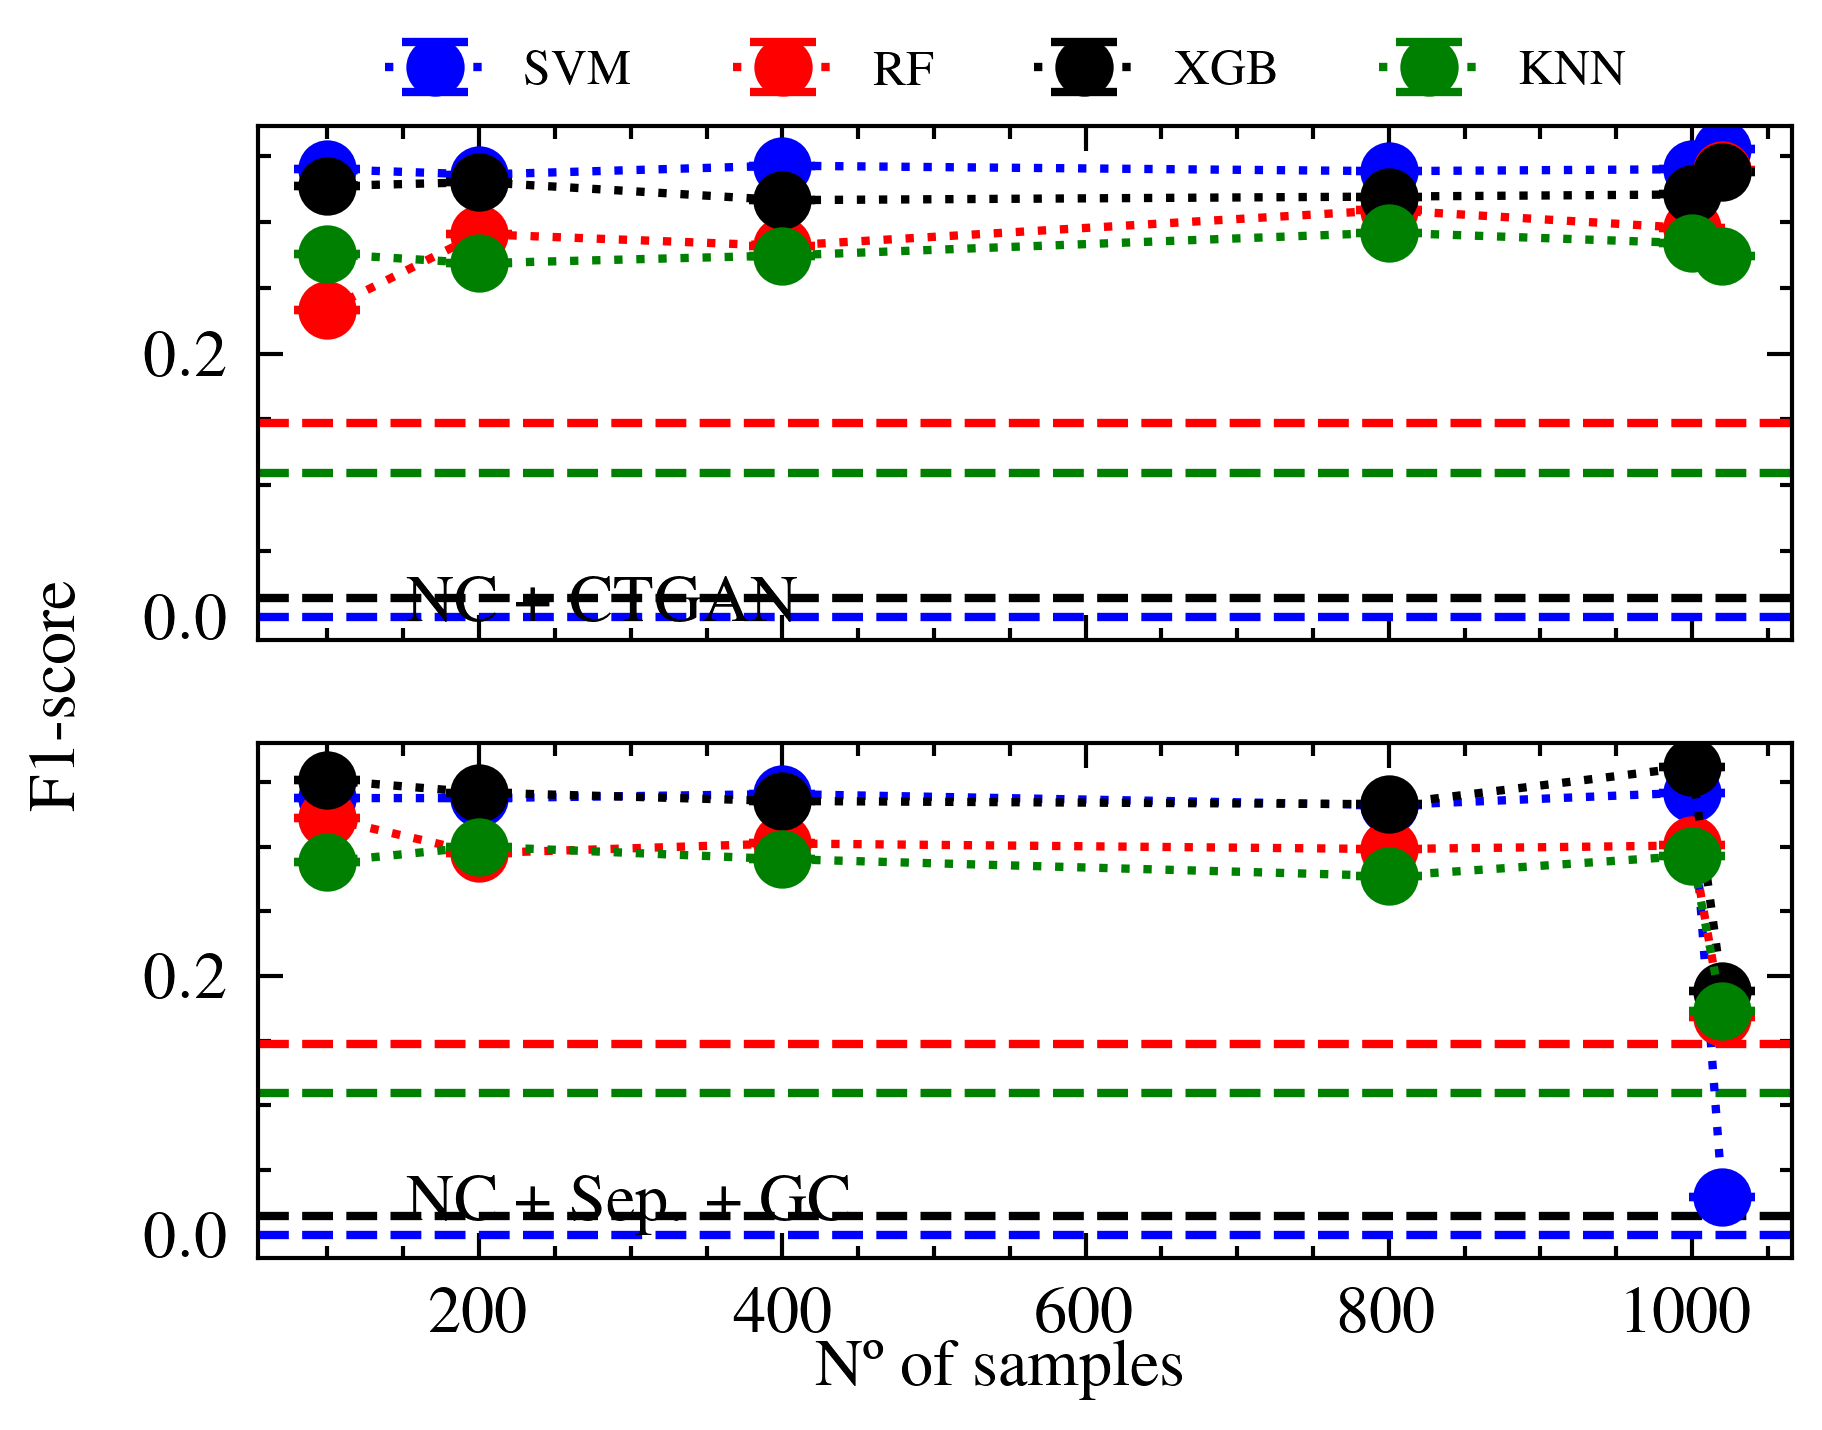 SVM RF XGB KNN
0.2
0.0
NC + CTGAN
F1-score
0.2
0.0
NC + Sep. + GC
200 400 600 800 1000
Nº of samples